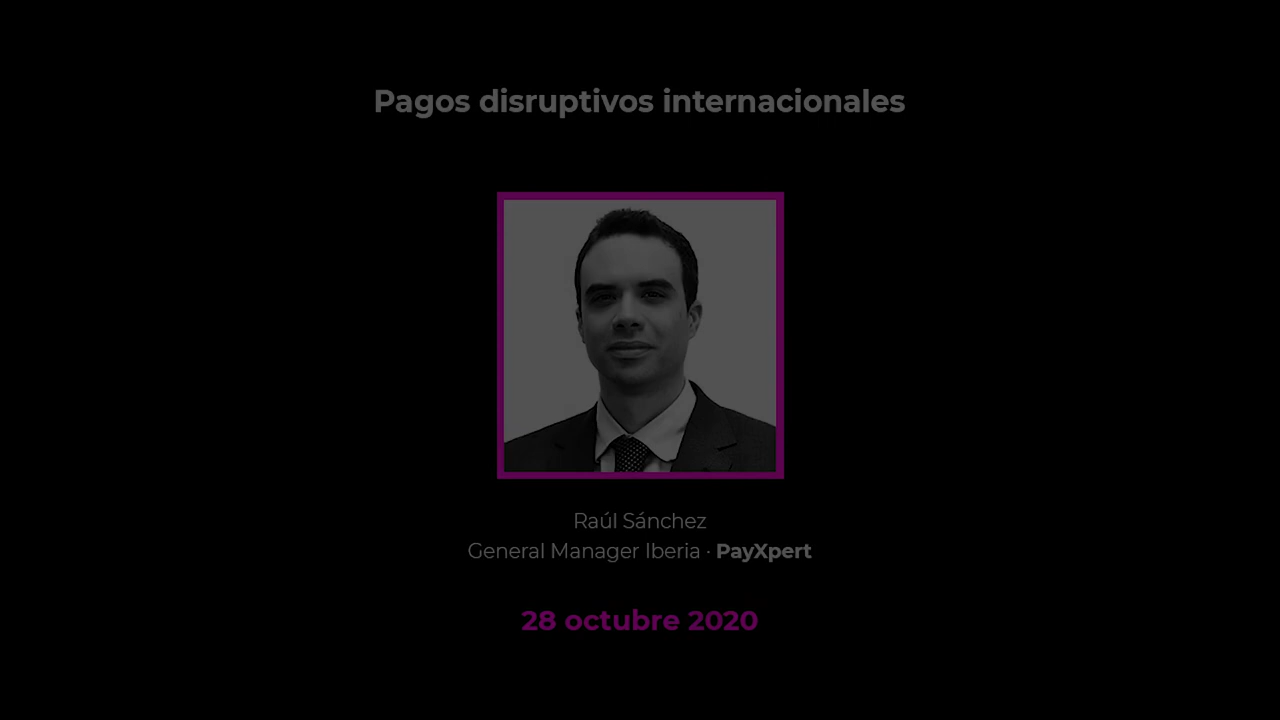 Pagos disruptivos internacionales
Raúl Sánchez
General Manager Iberia · PayXpert
28 octubre 2020